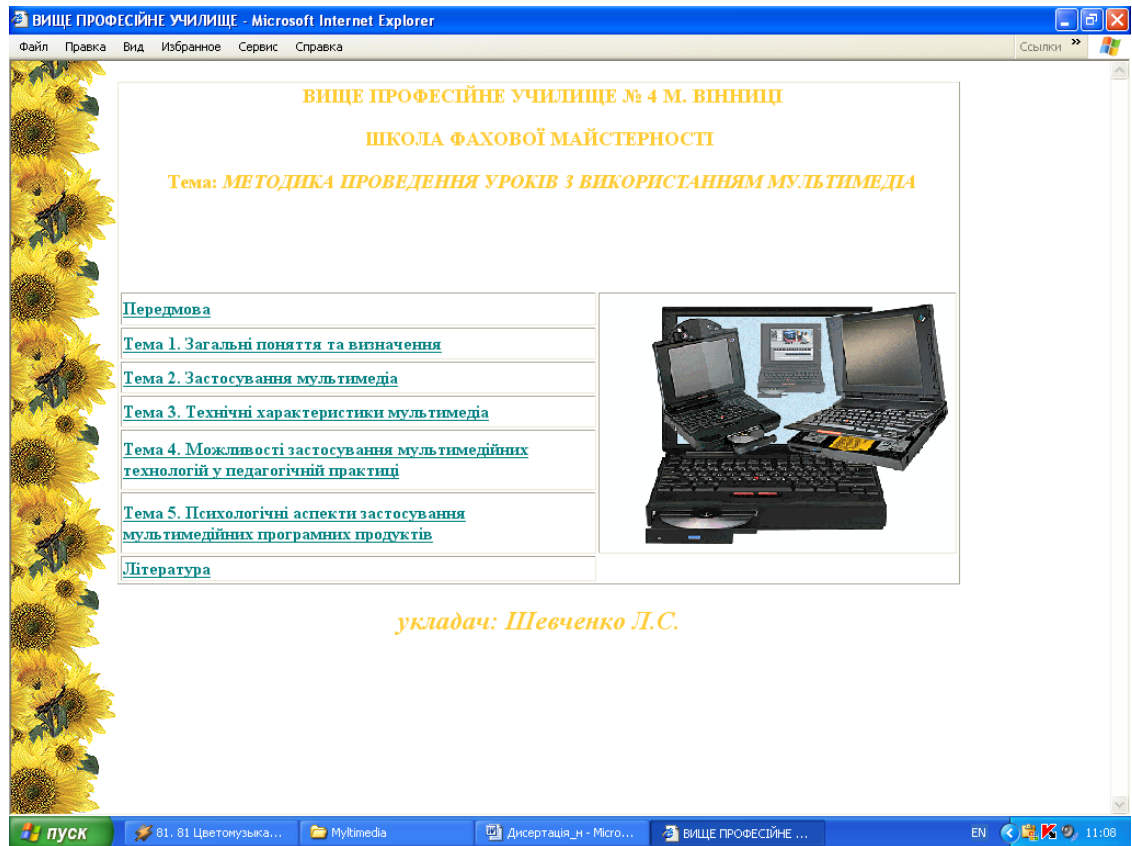 ВИЩЕ ПРОФЕСІЙНЕ УЧИЛИЩЕ - Microsoft Internet Explorer
Файл Правка Вид Избранное Сервис Справка Ссылки »
ВИЩЕ ПРОФЕСІЙНЕ УЧИЛИЩЕ № 4 М. ВІННИЦІ
ШКОЛА ФАХОВОЇ МАЙСТЕРНОСТІ
Тема: МЕТОДИКА ПРОВЕДЕННЯ УРОКІВ З ВИКОРИСТАННЯМ МУЛЬТИМЕДІА
Передмова
Тема 1. Загальні поняття та визначення
Тема 2. Застосування мультимедіа
Тема 3. Технічні характеристики мультимедіа
Тема 4. Можливості застосування мультимедійних
технологій у педагогічній практиці
Тема 5. Психологічні аспекти застосування
мультимедійних програмних продуктів
Література
укладач: Шевченко Л.С.
пуск 81. 81 Цветомузыка... Myltimedia Дисертація_н - Micro... ВИЩЕ ПРОФЕСІЙНЕ ... EN 11:08